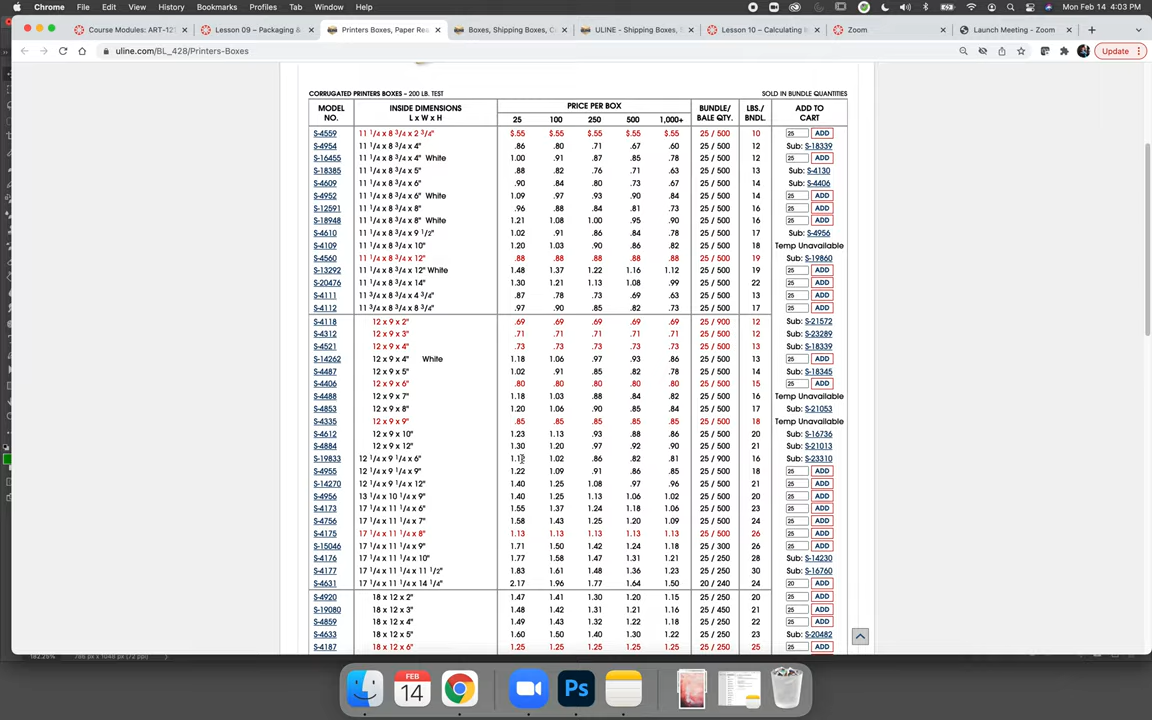 Chrome File Edit View History Bookmarks Profiles Tab Window Help Mon Feb 14 4:03 PM
Course Modules: ART-127 Lesson 09 – Packaging & Printers Boxes, Paper Rea Boxes, Shipping Boxes, C ULINE - Shipping Boxes, Lesson 10 – Calculating Zoom Launch Meeting - Zoom
uline.com/BL_428/Printers-Boxes Update
CORRUGATED PRINTERS BOXES – 200 LB. TEST SOLD IN BUNDLE QUANTITIES
MODEL NO. INSIDE DIMENSIONS L x W x H PRICE PER BOX BUNDLE/ BALE QTY. LBS./ BNDL. ADD TO CART
25 100 250 500 1,000+
S-4559 11 1/4 x 8 3/4 x 2 3/4" $.55 $.55 $.55 $.55 $.55 25 / 500 10 25 ADD
S-4954 11 1/4 x 8 3/4 x 4" .86 .80 .71 .67 .60 25 / 500 12 Sub: S-18339
S-16455 11 1/4 x 8 3/4 x 4" White 1.00 .91 .87 .85 .78 25 / 500 12 25 ADD
S-18385 11 1/4 x 8 3/4 x 5" .88 .82 .76 .71 .63 25 / 500 13 Sub: S-4130
S-4609 11 1/4 x 8 3/4 x 6" .90 .84 .80 .73 .67 25 / 500 14 Sub: S-4406
S-4952 11 1/4 x 8 3/4 x 6" White 1.09 .97 .93 .90 .84 25 / 500 14 25 ADD
S-12591 11 1/4 x 8 3/4 x 8" .96 .88 .84 .81 .73 25 / 500 16 25 ADD
S-18948 11 1/4 x 8 3/4 x 8" White 1.21 1.08 1.00 .95 .90 25 / 500 16 25 ADD
S-4610 11 1/4 x 8 3/4 x 9 1/2" 1.02 .91 .86 .84 .78 25 / 500 17 Sub: S-4956
S-4109 11 1/4 x 8 3/4 x 10" 1.20 1.03 .90 .86 .82 25 / 500 18 Temp Unavailable
S-4560 11 1/4 x 8 3/4 x 12" .88 .88 .88 .88 .88 25 / 500 19 Sub: S-19860
S-13292 11 1/4 x 8 3/4 x 12" White 1.48 1.37 1.22 1.16 1.12 25 / 500 19 25 ADD
S-20476 11 1/4 x 8 3/4 x 14" 1.30 1.21 1.13 1.08 .99 25 / 500 22 25 ADD
S-4111 11 3/4 x 8 3/4 x 4 3/4" .87 .78 .73 .69 .63 25 / 500 13 25 ADD
S-4112 11 3/4 x 8 3/4 x 8 3/4" .97 .90 .85 .82 .73 25 / 500 17 25 ADD
S-4118 12 x 9 x 2" .69 .69 .69 .69 .69 25 / 900 12 Sub: S-21572
S-4312 12 x 9 x 3" .71 .71 .71 .71 .71 25 / 500 12 Sub: S-23289
S-4521 12 x 9 x 4" .73 .73 .73 .73 .73 25 / 500 13 Sub: S-18339
S-14262 12 x 9 x 4" White 1.18 1.06 .97 .93 .86 25 / 500 13 25 ADD
S-4487 12 x 9 x 5" 1.02 .91 .85 .82 .78 25 / 500 14 Sub: S-18345
S-4406 12 x 9 x 6" .80 .80 .80 .80 .80 25 / 500 15 25 ADD
S-4488 12 x 9 x 7" 1.18 1.03 .88 .84 .82 25 / 500 16 Temp Unavailable
S-4853 12 x 9 x 8" 1.20 1.06 .90 .85 .84 25 / 500 17 Sub: S-21053
S-4335 12 x 9 x 9" .85 .85 .85 .85 .85 25 / 500 18 Temp Unavailable
S-4612 12 x 9 x 10" 1.23 1.13 .93 .88 .86 25 / 500 20 Sub: S-16736
S-4884 12 x 9 x 12" 1.30 1.20 .97 .92 .90 25 / 500 21 Sub: S-21013
S-19833 12 1/4 x 9 1/4 x 6" 1.02 .86 .82 .81 25 / 900 16 Sub: S-23310
S-4955 12 1/4 x 9 1/4 x 9" 1.22 1.09 .91 .86 .85 25 / 500 18 25 ADD
S-14270 12 1/4 x 9 1/4 x 12" 1.40 1.25 1.08 .97 .96 25 / 500 21 25 ADD
S-4956 13 1/4 x 10 1/4 x 9" 1.40 1.25 1.13 1.06 1.02 25 / 500 20 25 ADD
S-4173 17 1/4 x 11 1/4 x 6" 1.55 1.37 1.24 1.18 1.06 25 / 500 23 25 ADD
S-4756 17 1/4 x 11 1/4 x 7" 1.58 1.43 1.25 1.20 1.09 25 / 500 24 25 ADD
S-4175 17 1/4 x 11 1/4 x 8" 1.13 1.13 1.13 1.13 1.13 25 / 500 26 25 ADD
S-15046 17 1/4 x 11 1/4 x 9" 1.71 1.50 1.42 1.24 1.18 25 / 300 26 25 ADD
S-4176 17 1/4 x 11 1/4 x 10" 1.77 1.58 1.47 1.31 1.21 25 / 250 28 Sub: S-14230
S-4177 17 1/4 x 11 1/4 x 11 1/2" 1.83 1.61 1.48 1.36 1.23 25 / 250 30 Sub: S-16760
S-4631 17 1/4 x 11 1/4 x 14 1/4" 2.17 1.96 1.77 1.64 1.50 20 / 240 24 20 ADD
S-4920 18 x 12 x 2" 1.47 1.41 1.30 1.20 1.15 25 / 250 20 25 ADD
S-19080 18 x 12 x 3" 1.48 1.42 1.31 1.21 1.16 25 / 450 21 25 ADD
S-4859 18 x 12 x 4" 1.49 1.43 1.32 1.22 1.18 25 / 250 22 25 ADD
S-4633 18 x 12 x 5" 1.60 1.50 1.40 1.30 1.22 25 / 250 23 Sub: S-20482
S-4187 18 x 12 x 6" 1.25 1.25 1.25 1.25 1.25 25 / 250 25 25 ADD
FEB
14
Ps